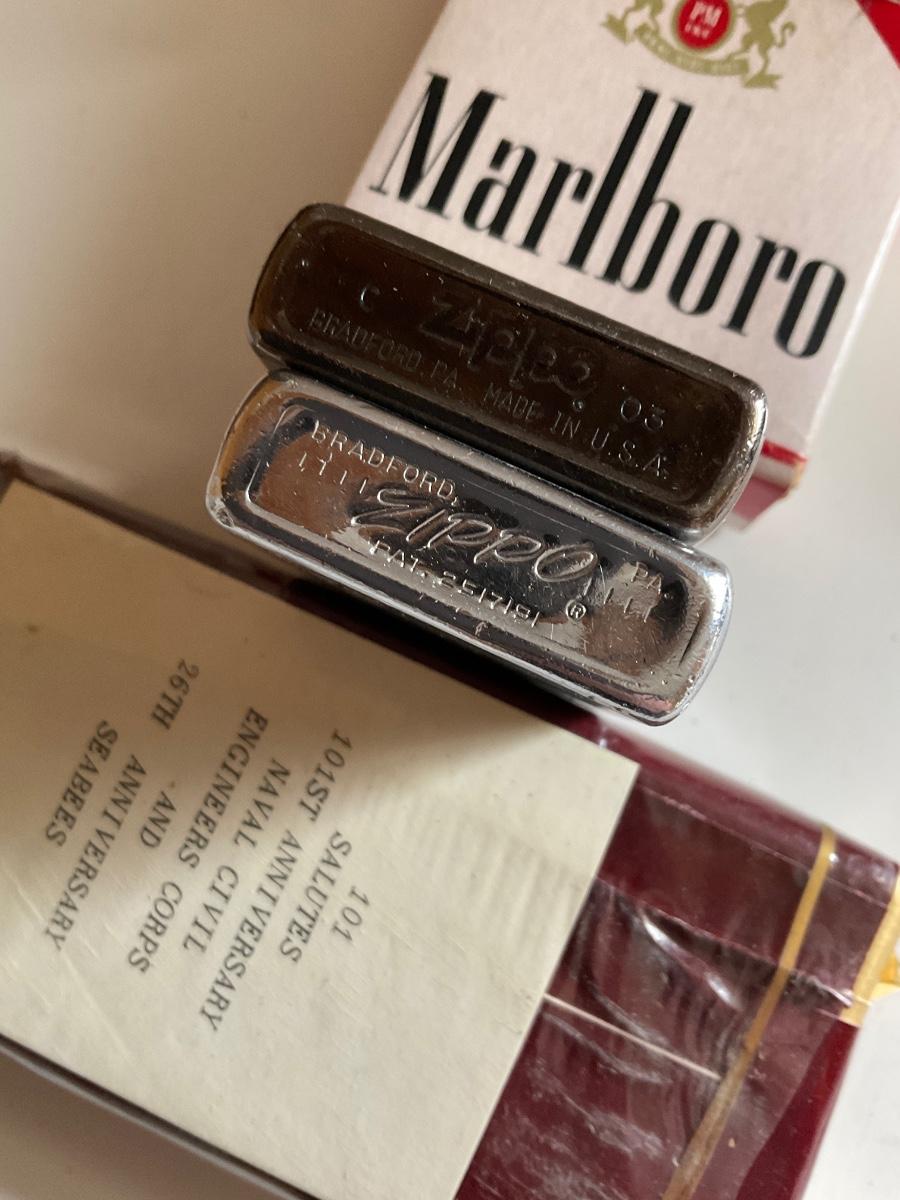 PM
Marlboro
C Zippo 03
BRADFORD, PA. MADE IN U.S.A.
BRADFORD, PA.
ZIPPO ®
PAT. 2517191
101
SALUTES
101ST ANNIVERSARY
NAVAL CIVIL
ENGINEERS CORPS
AND
26TH ANNIVERSARY
SEABEES